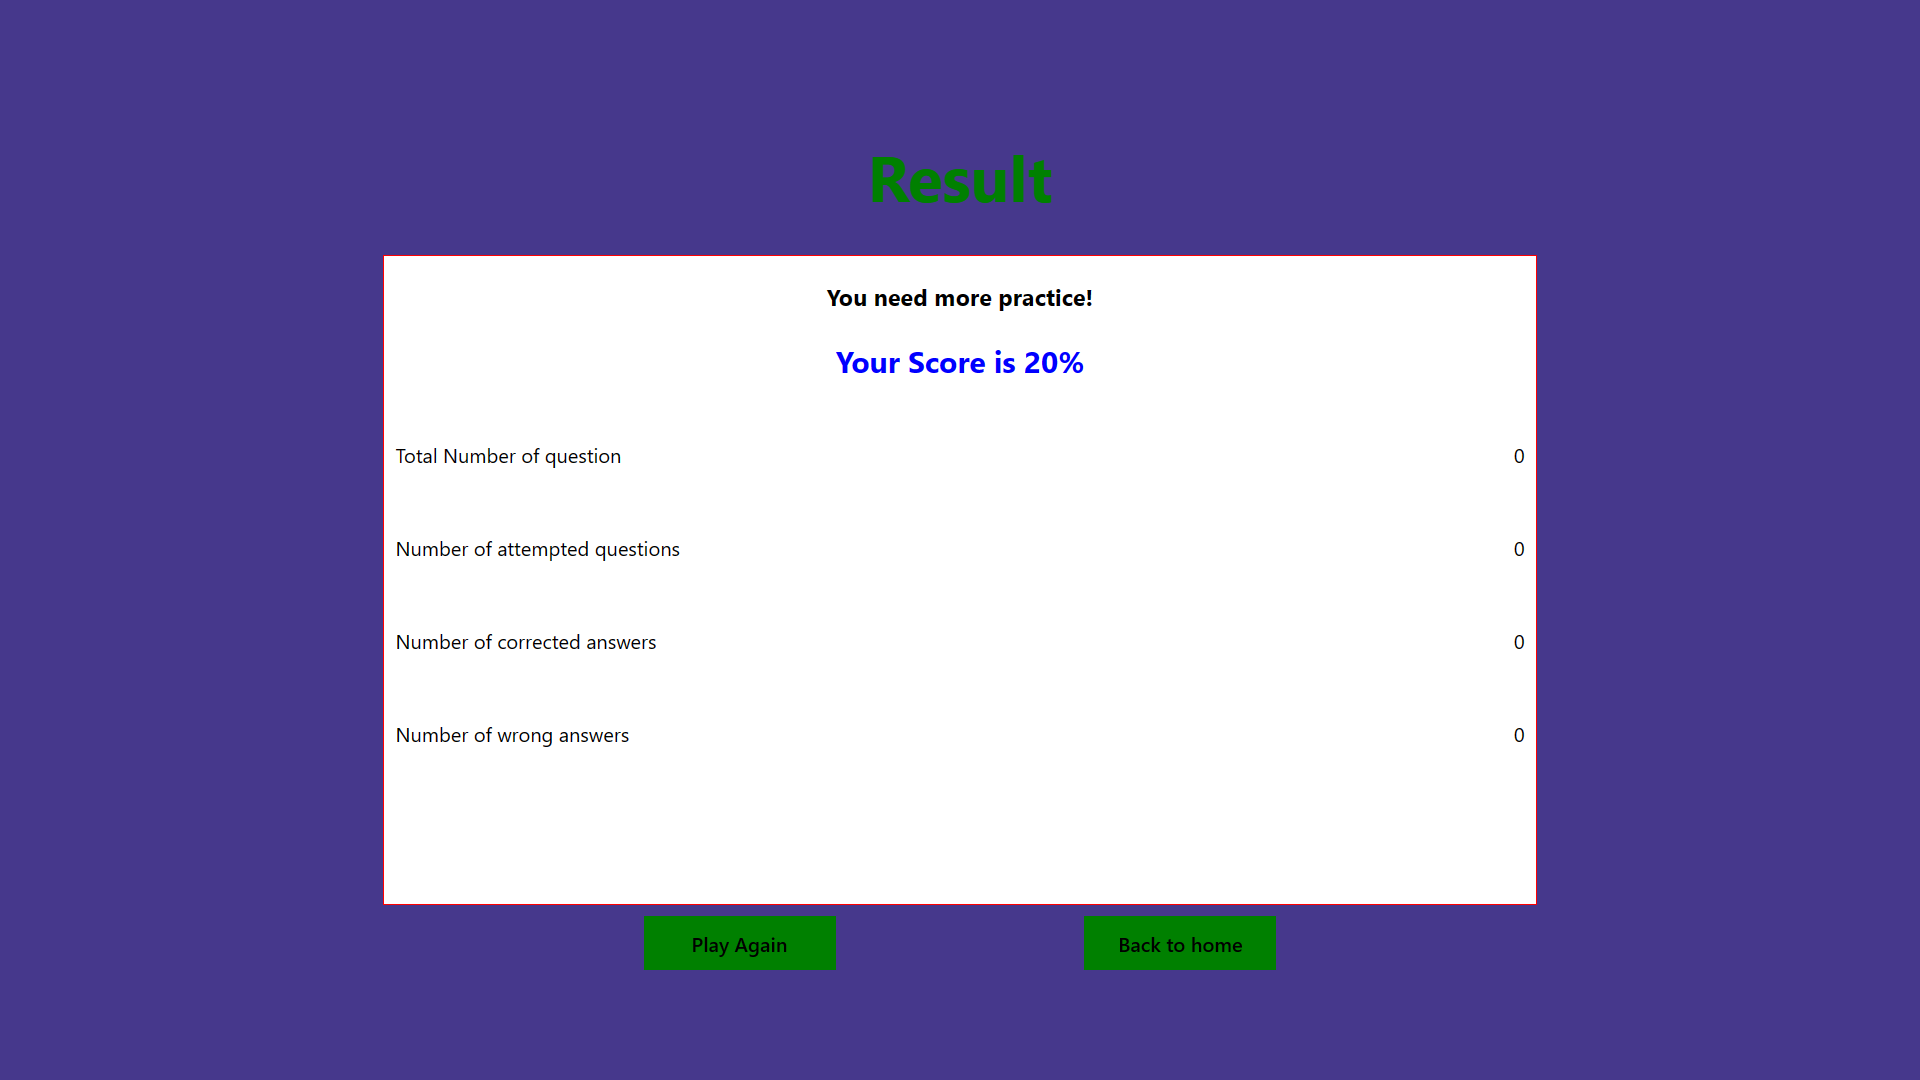 Result
You need more practice!
Your Score is 20%
Total Number of question 0
Number of attempted questions 0
Number of corrected answers 0
Number of wrong answers 0
Play Again Back to home